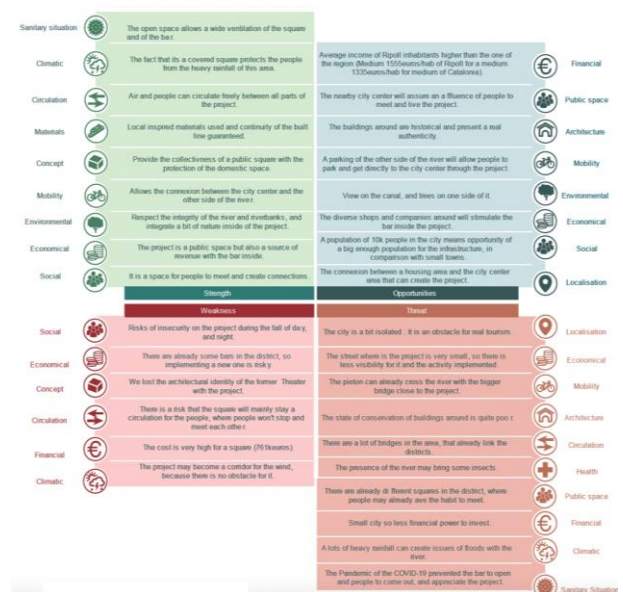 Sanitary situation
The open space allows a wide ventilation of the square
and of the bar.
Climatic
The fact that its a covered square protects the people
from the heavy rainfall of this area.
Circulation
Air and people can circulate freely between all parts of
the project.
Materials
Local inspired materials used and continuity of the built
line guaranteed.
Concept
Provide the collectiveness of a public square with the
protection of the domestic space.
Mobility
Allows the connexion between the city center and the
other side of the river.
Environmental
Respect the integrity of the river and riverbanks, and
integrate a bit of nature inside of the project.
Economical
The project is a public space but also a source of
revenue with the bar inside.
Social
It is a space for people to meet and create connections.
Strength
Average income of Ripoll inhabitants higher than the one of
the region (Medium 1555euros/hab of Ripoll for a medium
1335euros/hab for medium of Catalonia).
Financial
The nearby city center will assure an a ffluence of people to
meet and live the project.
Public space
The buildings around are historical and present a real
authenticity.
Architecture
A parking of the other side of the river will allow people to
park and get directly to the city center through the project.
Mobility
View on the canal, and trees on one side of it.
Environmental
The diverse shops and companies around will stimulate the
bar inside the project.
Economical
A population of 10k people in the city means opportunity of
a big enough population for the infrastructure, in
comparison with small towns.
Social
The connexion between a housing area and the city center
area that can create the project.
Localisation
Opportunities
Weakness
Social
Risks of insecurity on the project during the fall of day,
and night.
Economical
There are already some bars in the district, so
implementing a new one is risky.
Concept
We lost the architectural identity of the former Theater
with the project.
Circulation
There is a risk that the square will mainly stay a
circulation for the people, where people won't stop and
meet each other.
Financial
The cost is very high for a square
Climatic
The project may become a corridor for the wind,
because there is no obstacle for it.
Threat
The city is a bit isolated . It is an obstacle for real tourism.
Localisation
The street where is the project is very small, so there is
less visibility for it and the activity implemented.
Economical
The pieton can already cross the river with the bigger
bridge close to the project.
Mobility
The state of conservation of buildings around is quite poo r.
Architecture
There are a lot of bridges in the area, that already link the
districts.
Circulation
The presence of the river may bring some insects.
Health
There are already di fferent squares in the district, where
people may already ave the habit to meet.
Public space
Small city so less financial power to invest.
Financial
A lots of heavy rainfall can create issues of floods with the
river.
Climatic
The Pandemic of the COVID-19 prevented the bar to open
and people to come out, and appreciate the project.
Sanitary Situation